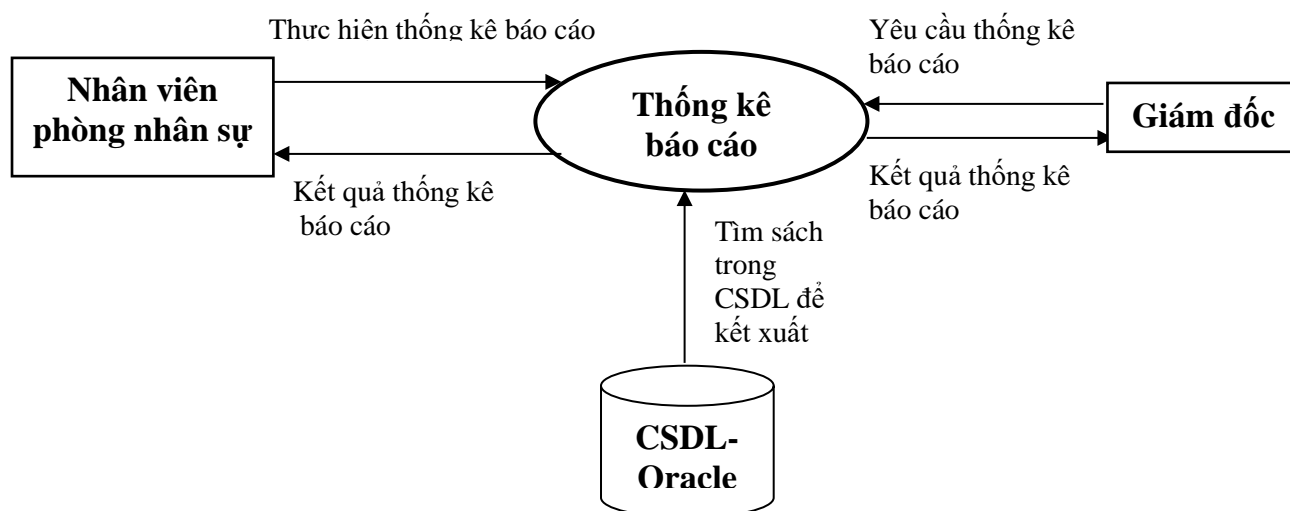 Thực hiên thống kê báo cáo
Nhân viên
phòng nhân sự
Kết quả thống kê
báo cáo
Thống kê
báo cáo
Yêu cầu thống kê
báo cáo
Giám đốc
Kết quả thống kê
báo cáo
Tìm sách
trong
CSDL để
kết xuất
CSDL-
Oracle